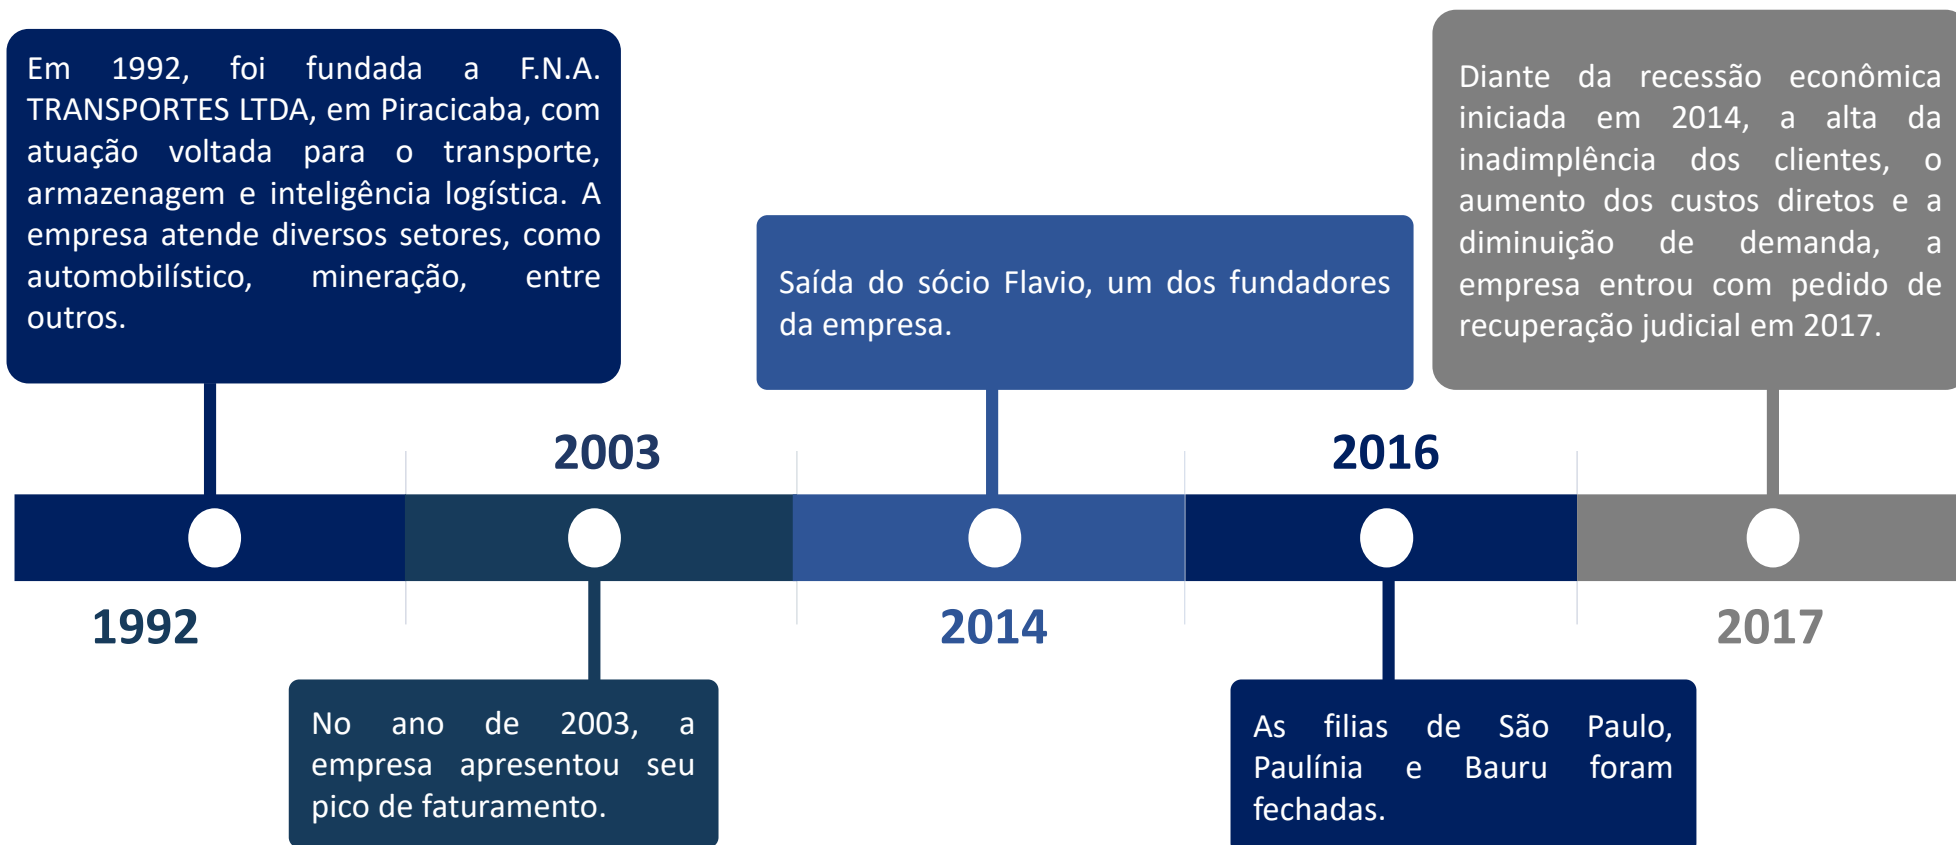 Em 1992, foi fundada a F.N.A.
TRANSPORTES LTDA, em Piracicaba, com
atuação voltada para o transporte,
armazenagem e inteligência logística. A
empresa atende diversos setores, como
automobilístico, mineração, entre
outros.
1992
2003
No ano de 2003, a
empresa apresentou seu
pico de faturamento.
Saída do sócio Flavio, um dos fundadores
da empresa.
2014
2016
As filias de São Paulo,
Paulínia e Bauru foram
fechadas.
Diante da recessão econômica
iniciada em 2014, a alta da
inadimplência dos clientes, o
aumento dos custos diretos e a
diminuição de demanda, a
empresa entrou com pedido de
recuperação judicial em 2017.
2017